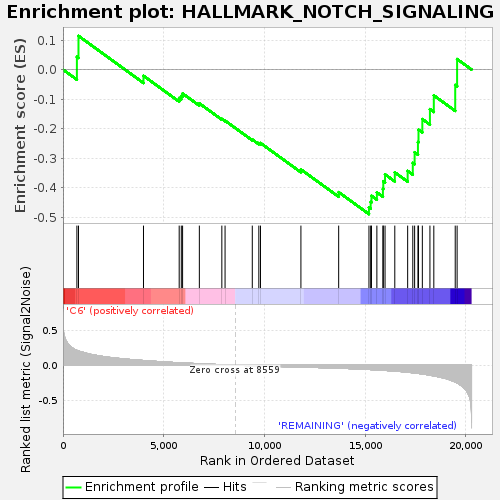 Enrichment plot: HALLMARK_NOTCH_SIGNALING
Enrichment score (ES)
0.1
0.0
-0.1
-0.2
-0.3
-0.4
-0.5
'C6' (positively correlated)
Ranked list metric (Signal2Noise)
0.5
0.0
-0.5
Zero cross at 8559
'REMAINING' (negatively correlated)
0
5,000
10,000
15,000
20,000
Rank in Ordered Dataset
Enrichment profile
Hits
Ranking metric scores